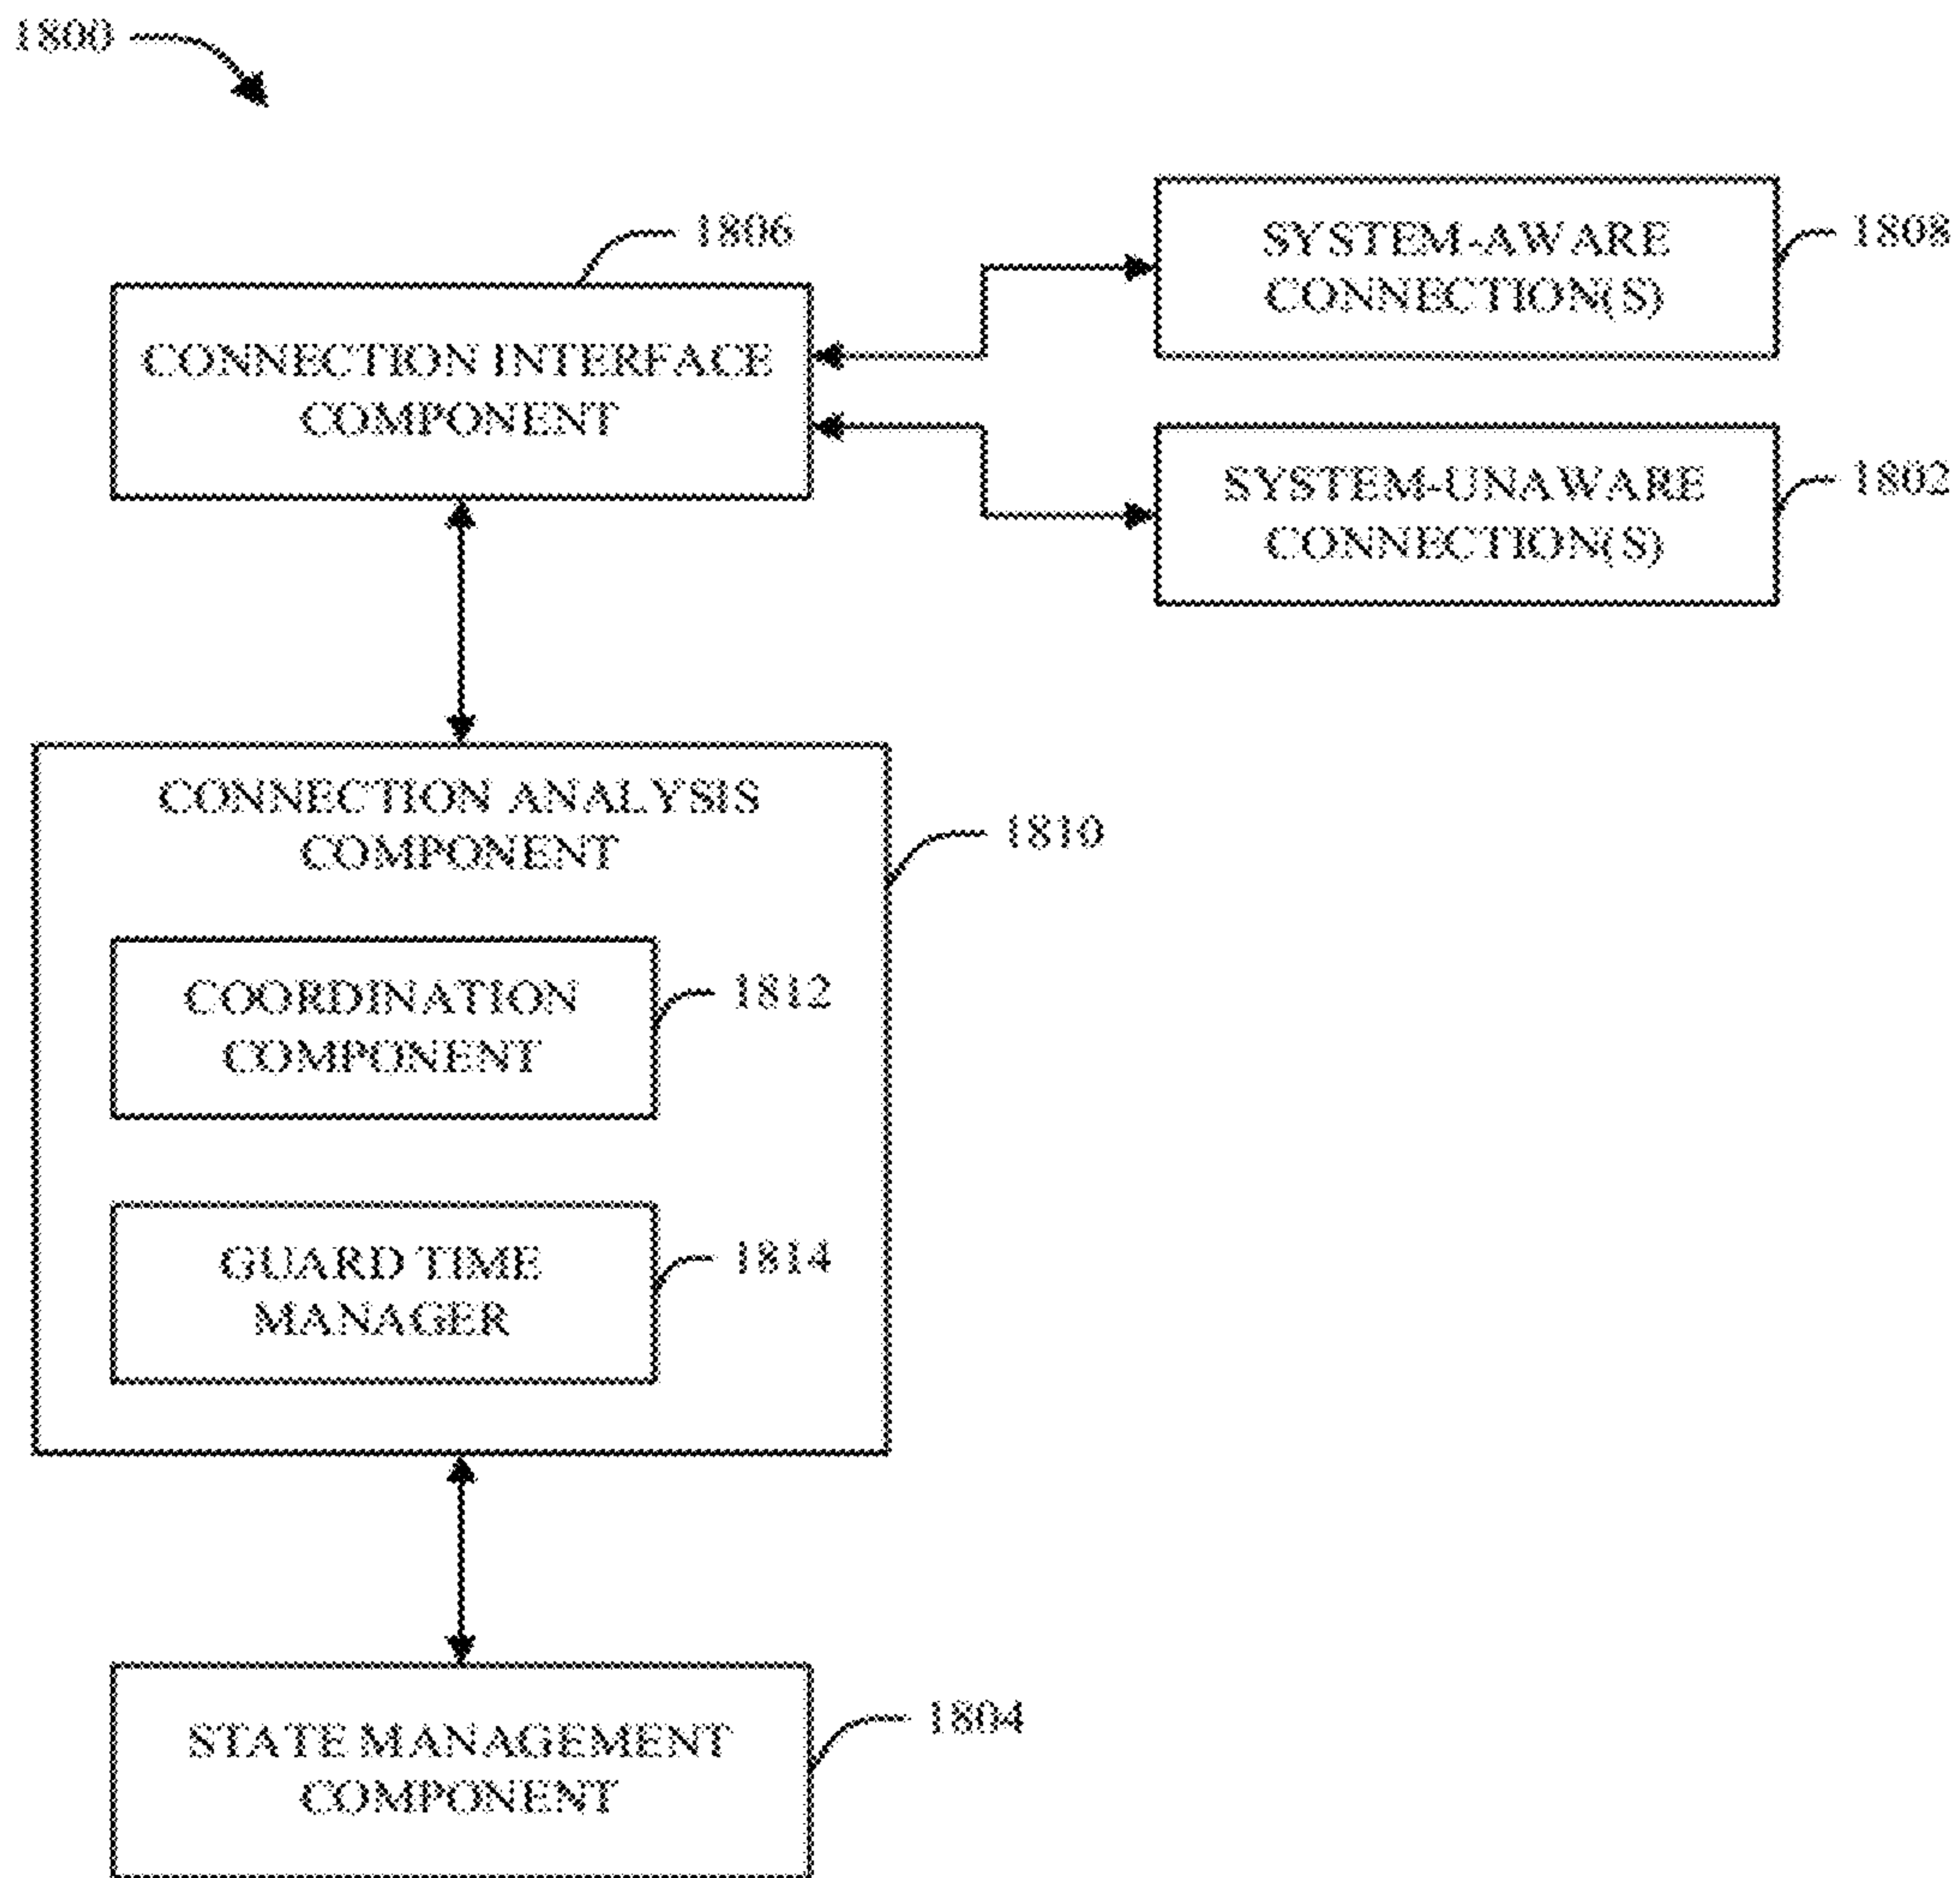 1800
1806
SYSTEM-AWARE
CONNECTION(S)
1808
CONNECTION INTERFACE
COMPONENT
SYSTEM-UNAWARE
CONNECTION(S)
1802
CONNECTION ANALYSIS
COMPONENT
1810
COORDINATION
COMPONENT
1812
GUARD TIME
MANAGER
1814
STATE MANAGEMENT
COMPONENT
1804